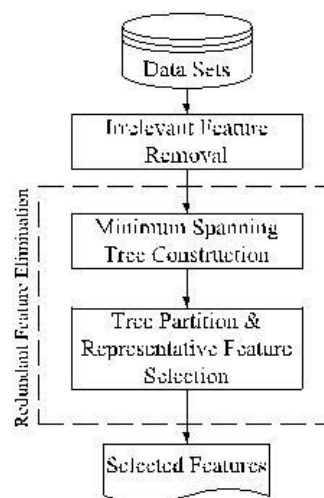 Data Sets
Irrelevant Feature
Removal
Redundant Feature Elimination
Minimum Spanning
Tree Construction
Tree Partition &
Representative Feature
Selection
Selected Features